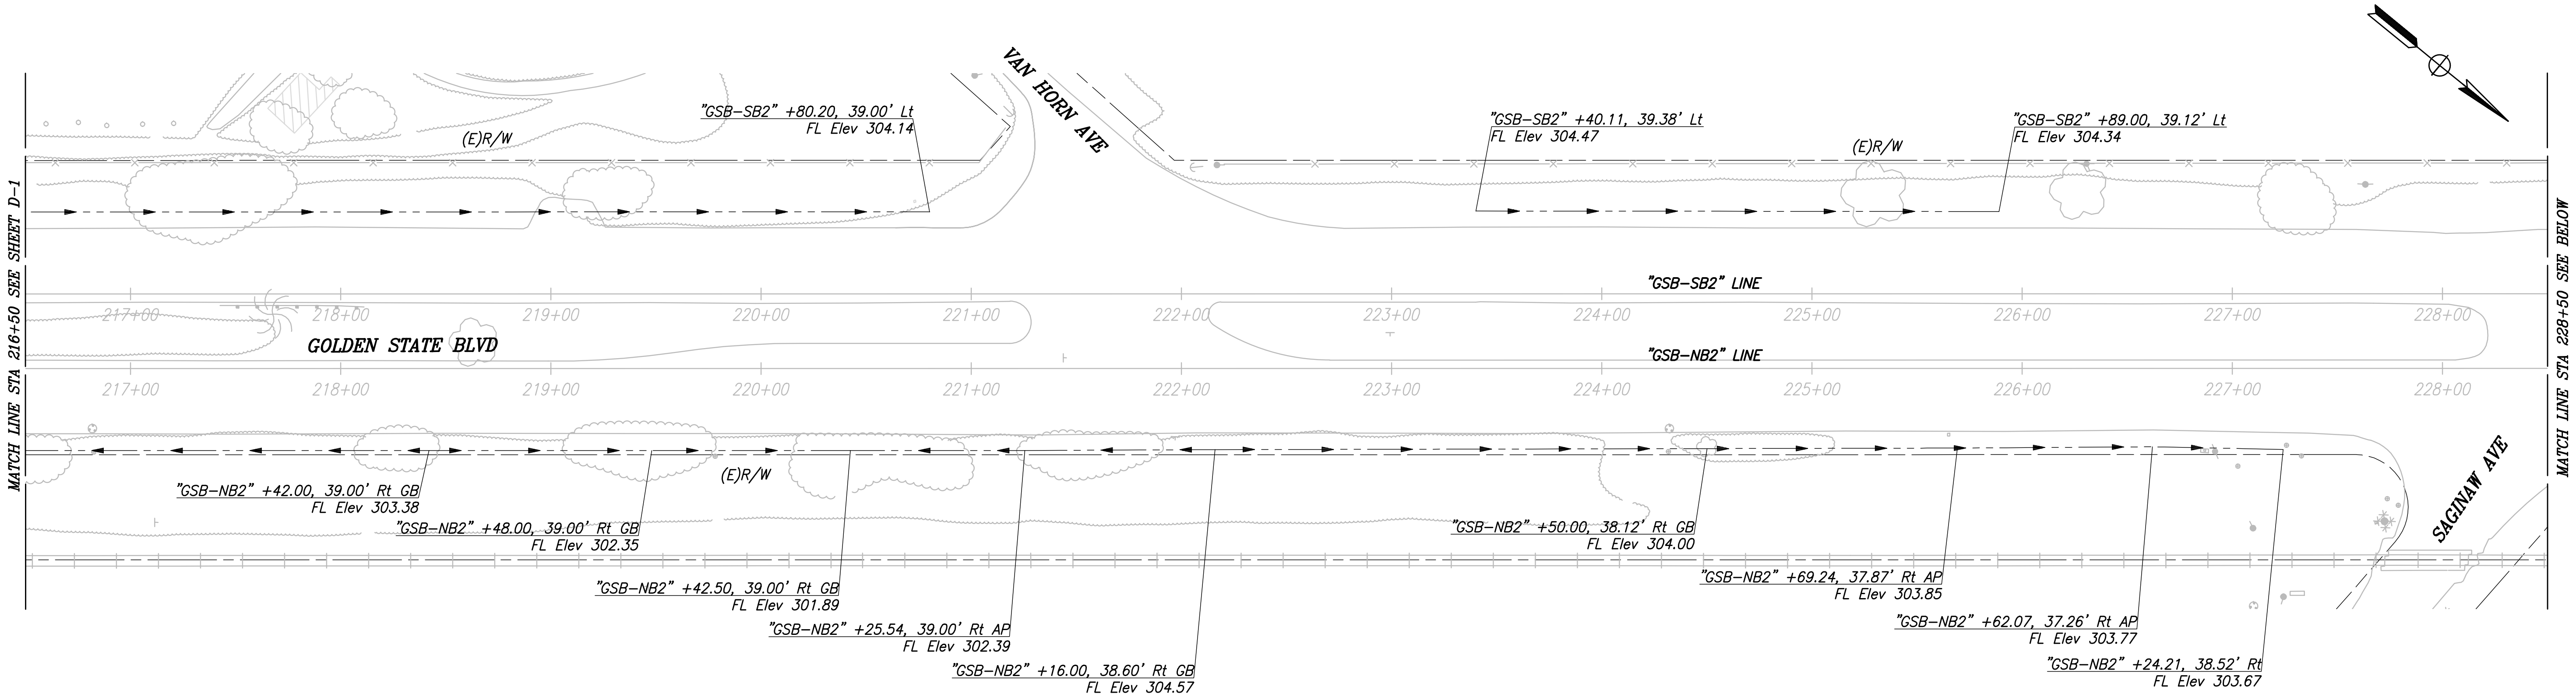 VAN HORN AVE
"GSB-SB2" +80.20, 39.00' Lt
FL Elev 304.14
"GSB-SB2" +40.11, 39.38' Lt
FL Elev 304.47
"GSB-SB2" +89.00, 39.12' Lt
FL Elev 304.34
(E)R/W
(E)R/W
MATCH LINE STA 216+50 SEE SHEET D-1
MATCH LINE STA 228+50 SEE BELOW
"GSB-SB2" LINE
217+00 218+00 219+00 220+00 221+00 222+00 223+00 224+00 225+00 226+00 227+00 228+00
GOLDEN STATE BLVD
"GSB-NB2" LINE
217+00 218+00 219+00 220+00 221+00 222+00 223+00 224+00 225+00 226+00 227+00 228+00
(E)R/W
SAGINAW AVE
"GSB-NB2" +42.00, 39.00' Rt GB
FL Elev 303.38
"GSB-NB2" +48.00, 39.00' Rt GB
FL Elev 302.35
"GSB-NB2" +42.50, 39.00' Rt GB
FL Elev 301.89
"GSB-NB2" +25.54, 39.00' Rt AP
FL Elev 302.39
"GSB-NB2" +16.00, 38.60' Rt GB
FL Elev 304.57
"GSB-NB2" +50.00, 38.12' Rt GB
FL Elev 304.00
"GSB-NB2" +69.24, 37.87' Rt AP
FL Elev 303.85
"GSB-NB2" +62.07, 37.26' Rt AP
FL Elev 303.77
"GSB-NB2" +24.21, 38.52' Rt
FL Elev 303.67